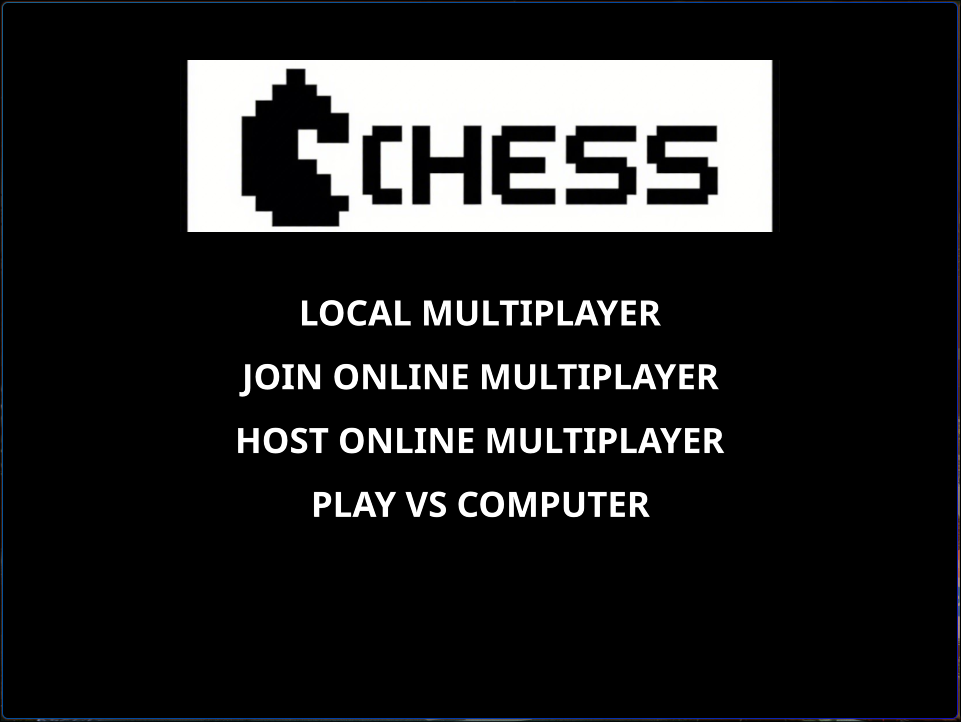 CHESS
LOCAL MULTIPLAYER
JOIN ONLINE MULTIPLAYER
HOST ONLINE MULTIPLAYER
PLAY VS COMPUTER